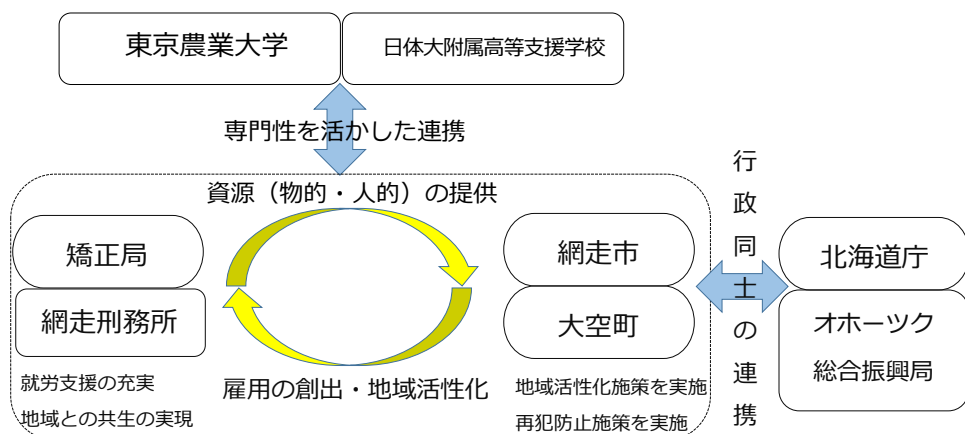 東京農業大学
日体大附属高等支援学校
専門性を活かした連携
資源（物的・人的）の提供
矯正局
網走刑務所
就労支援の充実
地域との共生の実現
雇用の創出・地域活性化
網走市
大空町
地域活性化施策を実施
再犯防止施策を実施
行政同士の連携
北海道庁
オホーツク
総合振興局